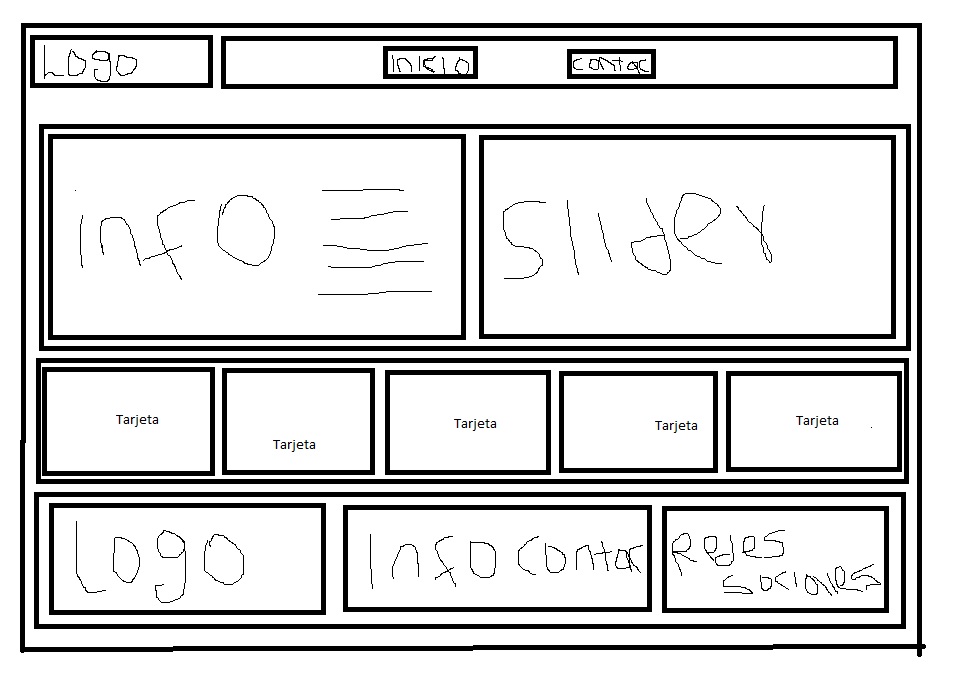 Logo
Inicio
contac
info
Slider
Tarjeta
Tarjeta
Tarjeta
Tarjeta
Tarjeta
Logo
Info contac
Redes
sociales